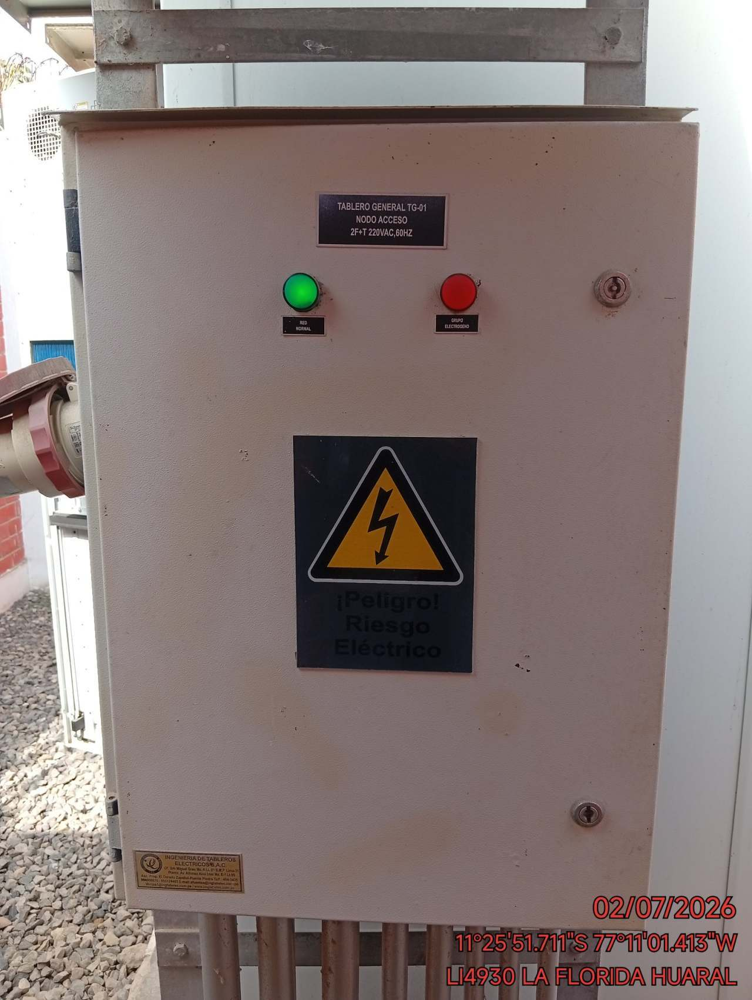 TABLERO GENERAL TG-01
NODO ACCESO
2F+T 220VAC,60HZ
RED
NORMAL
GRUPO
ELECTROGENO
¡Peligro!
Riesgo
Eléctrico
INGENIERIA DE TABLEROS
ELECTRICOS S.A.C.
02/07/2026
11°25'51.711"S 77°11'01.413"W
LI4930 LA FLORIDA HUARAL